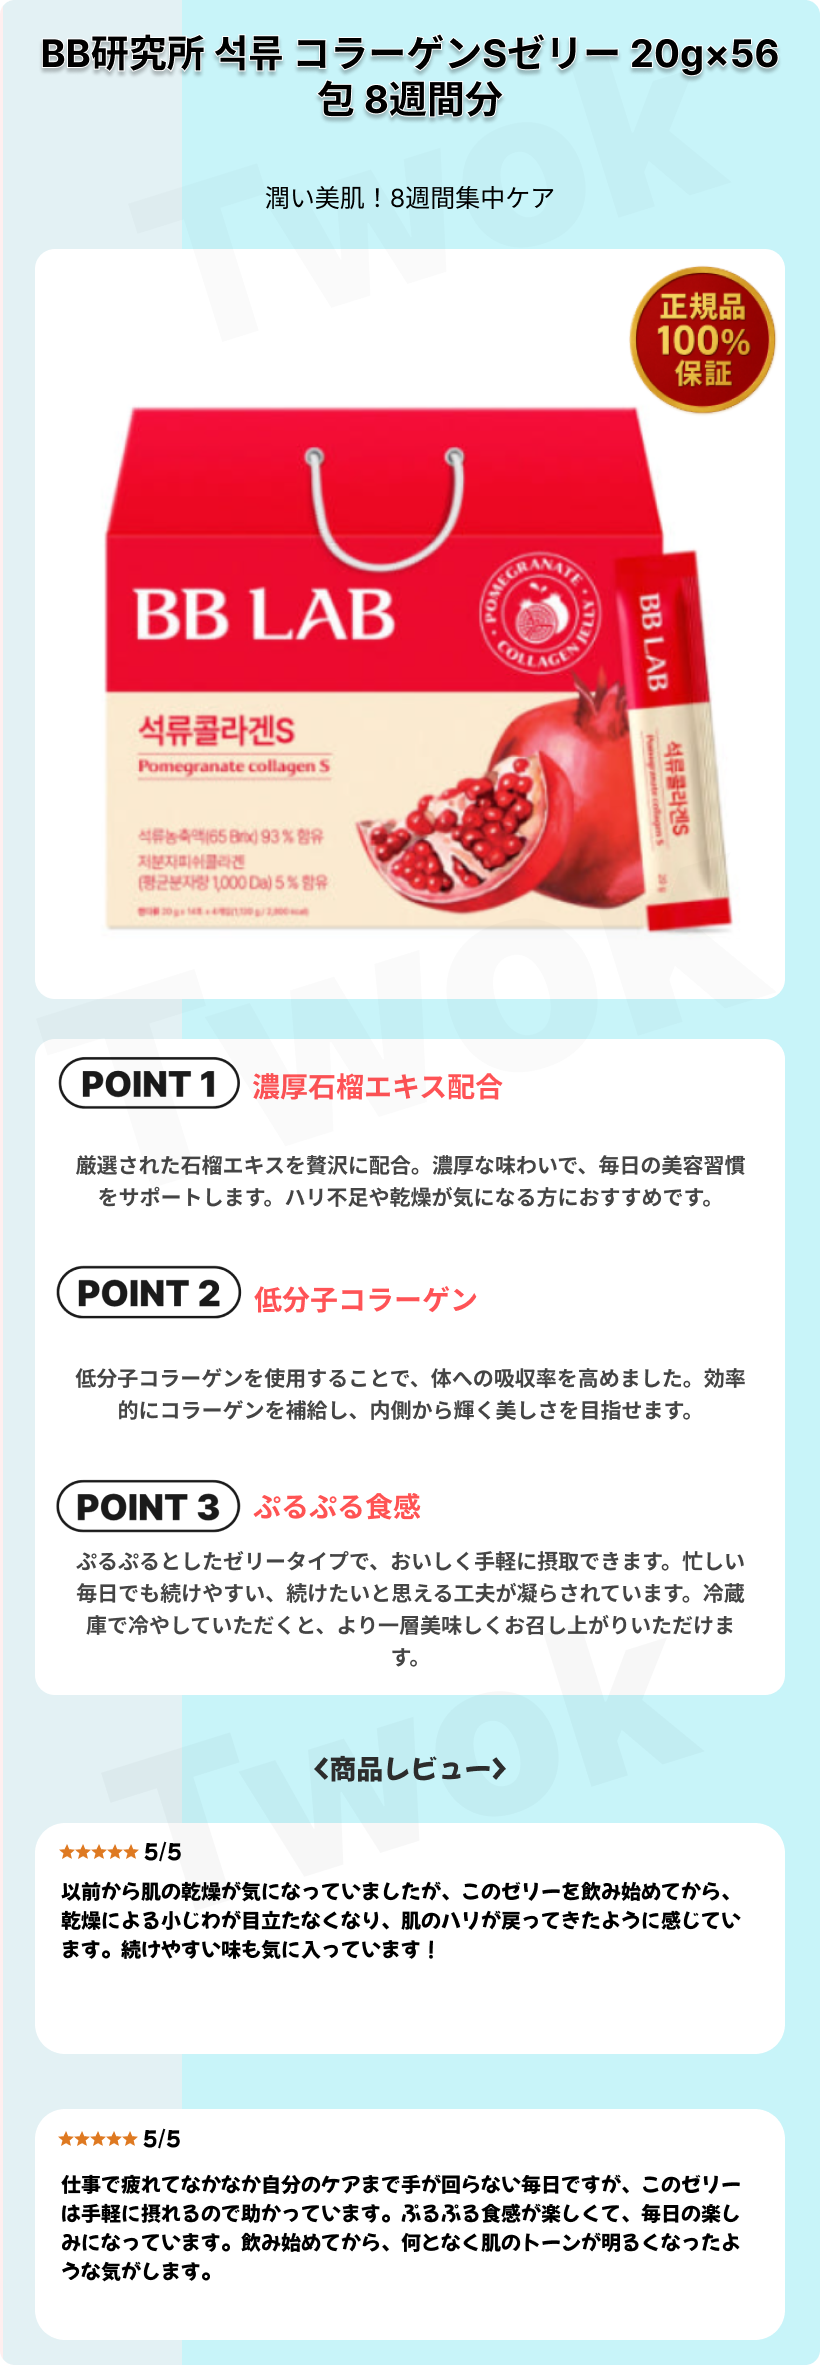 BB研究所 석류 コラーゲンSゼリー 20g×56
包 8週間分
潤い美肌！8週間集中ケア
正規品
100%
保証
BB LAB
POMEGRANATE · COLLAGEN JELLY ·
석류콜라겐S
Pomegranate collagen S
석류농축액(65 Brix) 93 % 함유
저분자피쉬콜라겐
(평균분자량 1,000 Da) 5 % 함유
BB LAB
석류콜라겐S
Pomegranate collagen S
20 g
POINT 1 濃厚石榴エキス配合
厳選された石榴エキスを贅沢に配合。濃厚な味わいで、毎日の美容習慣
をサポートします。ハリ不足や乾燥が気になる方におすすめです。
POINT 2 低分子コラーゲン
低分子コラーゲンを使用することで、体への吸収率を高めました。効率
的にコラーゲンを補給し、内側から輝く美しさを目指せます。
POINT 3 ぷるぷる食感
ぷるぷるとしたゼリータイプで、おいしく手軽に摂取できます。忙しい
毎日でも続けやすい、続けたいと思える工夫が凝らされています。冷蔵
庫で冷やしていただくと、より一層美味しくお召し上がりいただけま
す。
<商品レビュー>
★★★★★ 5/5
以前から肌の乾燥が気になっていましたが、このゼリーを飲み始めてから、
乾燥による小じわが目立たなくなり、肌のハリが戻ってきたように感じてい
ます。続けやすい味も気に入っています！
★★★★★ 5/5
仕事で疲れてなかなか自分のケアまで手が回らない毎日ですが、このゼリー
は手軽に摂れるので助かっています。ぷるぷる食感が楽しくて、毎日の楽し
みになっています。飲み始めてから、何となく肌のトーンが明るくなったよ
うな気がします。
Twok
Twok
Twok